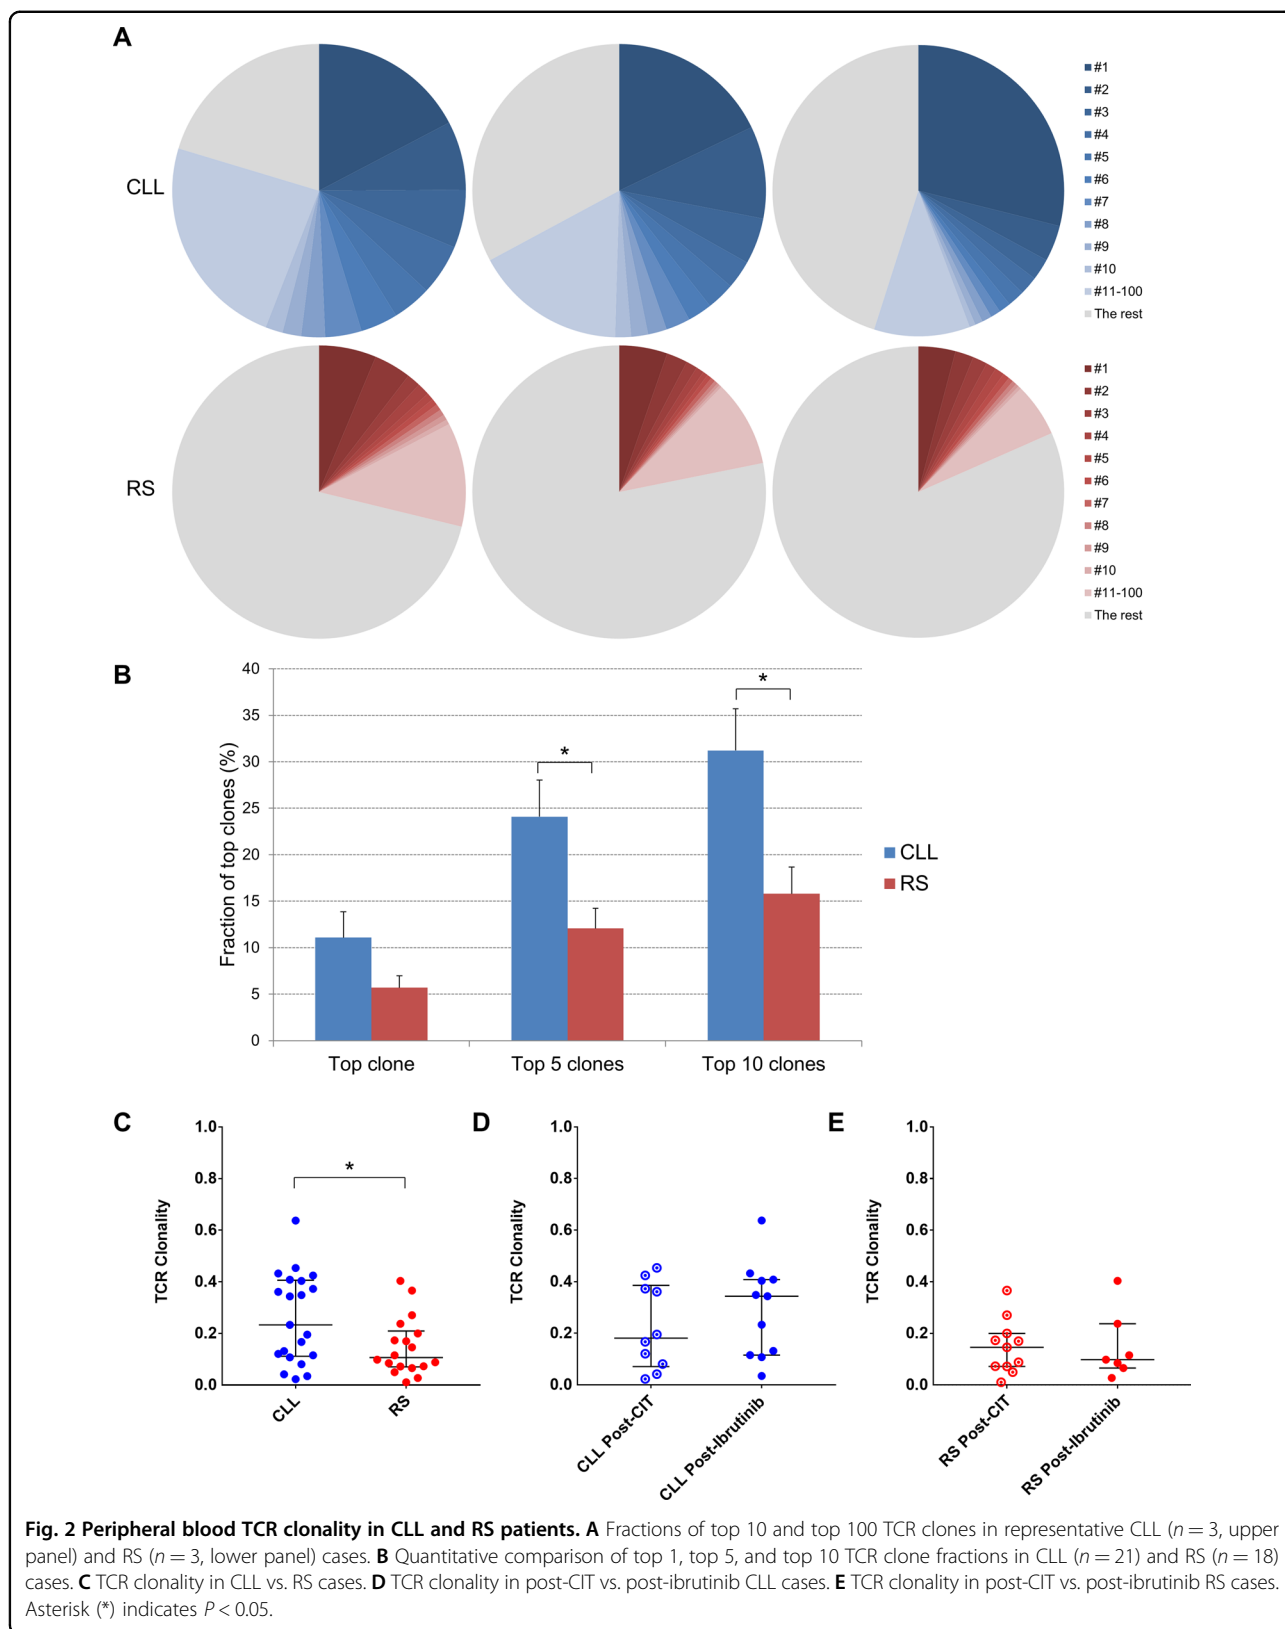 A
CLL
#1
#2
#3
#4
#5
#6
#7
#8
#9
#10
#11-100
The rest
RS
#1
#2
#3
#4
#5
#6
#7
#8
#9
#10
#11-100
The rest
B
Fraction of top clones (%)
40
35
30
25
20
15
10
5
0
*
*
Top clone
Top 5 clones
Top 10 clones
CLL
RS
C
TCR Clonality
1.0
0.8
0.6
0.4
0.2
0.0
*
CLL
RS
D
TCR Clonality
1.0
0.8
0.6
0.4
0.2
0.0
CLL Post-CIT
CLL Post-Ibrutinib
E
TCR Clonality
1.0
0.8
0.6
0.4
0.2
0.0
RS Post-CIT
RS Post-Ibrutinib
Fig. 2 Peripheral blood TCR clonality in CLL and RS patients. A Fractions of top 10 and top 100 TCR clones in representative CLL (n = 3, upper
panel) and RS (n = 3, lower panel) cases. B Quantitative comparison of top 1, top 5, and top 10 TCR clone fractions in CLL (n = 21) and RS (n = 18)
cases. C TCR clonality in CLL vs. RS cases. D TCR clonality in post-CIT vs. post-ibrutinib CLL cases. E TCR clonality in post-CIT vs. post-ibrutinib RS cases.
Asterisk (*) indicates P < 0.05.